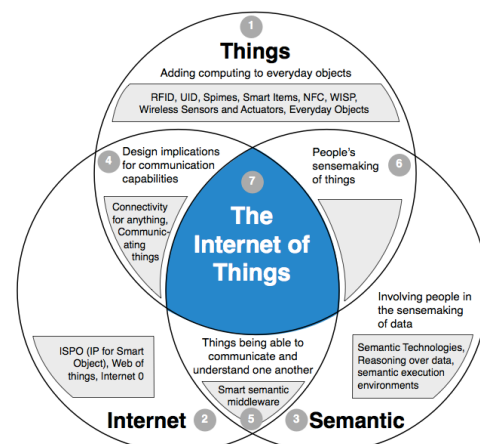 1
Things
Adding computing to everyday objects
RFID, UID, Spimes, Smart Items, NFC, WISP,
Wireless Sensors and Actuators, Everyday Objects
4
Design implications
for communication
capabilities
Connectivity
for anything,
Communic-
ating
things
People's
sensemaking
of things
6
7
The
Internet of
Things
Involving people in
the sensemaking
of data
Semantic Technologies,
Reasoning over data,
semantic execution
environments
ISPO (IP for Smart
Object), Web of
things, Internet 0
Things being able to
communicate and
understand one another
Smart semantic
middleware
Internet
2
5
3
Semantic